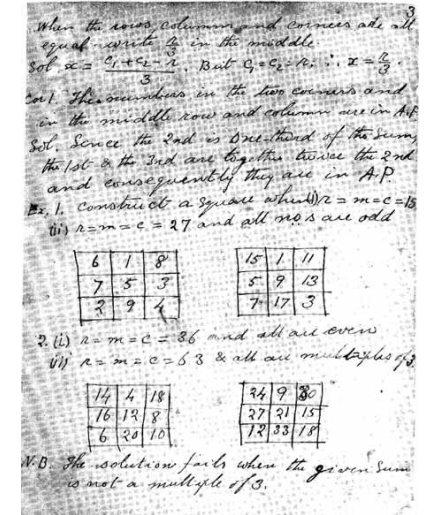 3
When the rows, columns and corners are all
equal write r/3 in the middle.
Sol x = (c₁+c₂-r)/3. But c₁=c₂=r. ∴ x = r/3.
Cor 1. The numbers in the two corners and
in the middle row and column are in A.P.
Sol. Since the 2nd is one third of the sum,
the 1st & the 3rd are together twice the 2nd
and consequently they are in A.P.
Ex. 1. construct a square when (i) r=m=c=15
(ii) r=m=c=27 and all nos are odd
6 1 8 15 1 11
7 5 3 5 9 13
2 9 4 7 17 3
2. (i) r=m=c=36 and all are even
(ii) r=m=c=63 & all are multiples of 3.
14 4 18 24 9 30
16 12 8 27 21 15
6 20 10 12 33 18
N.B. The solution fails when the given sum
is not a multiple of 3.